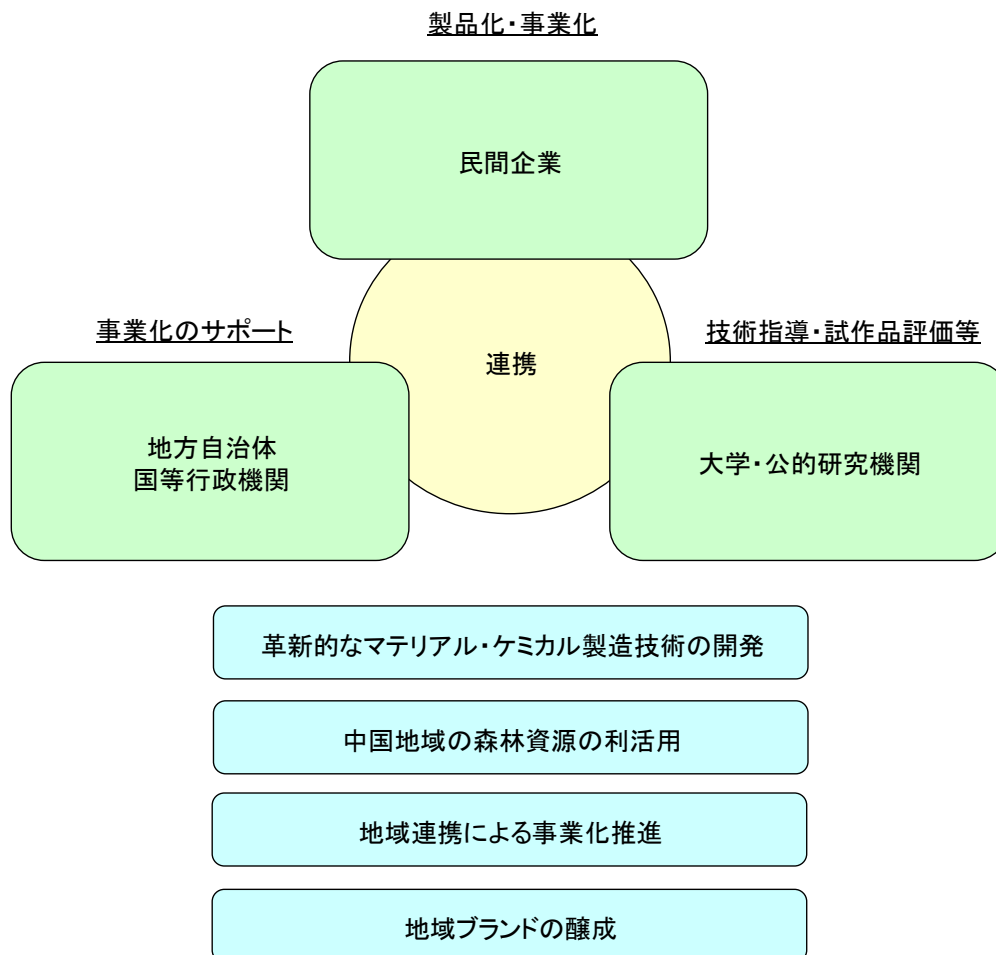 製品化・事業化
民間企業
事業化のサポート
技術指導・試作品評価等
連携
地方自治体
国等行政機関
大学・公的研究機関
革新的なマテリアル・ケミカル製造技術の開発
中国地域の森林資源の利活用
地域連携による事業化推進
地域ブランドの醸成